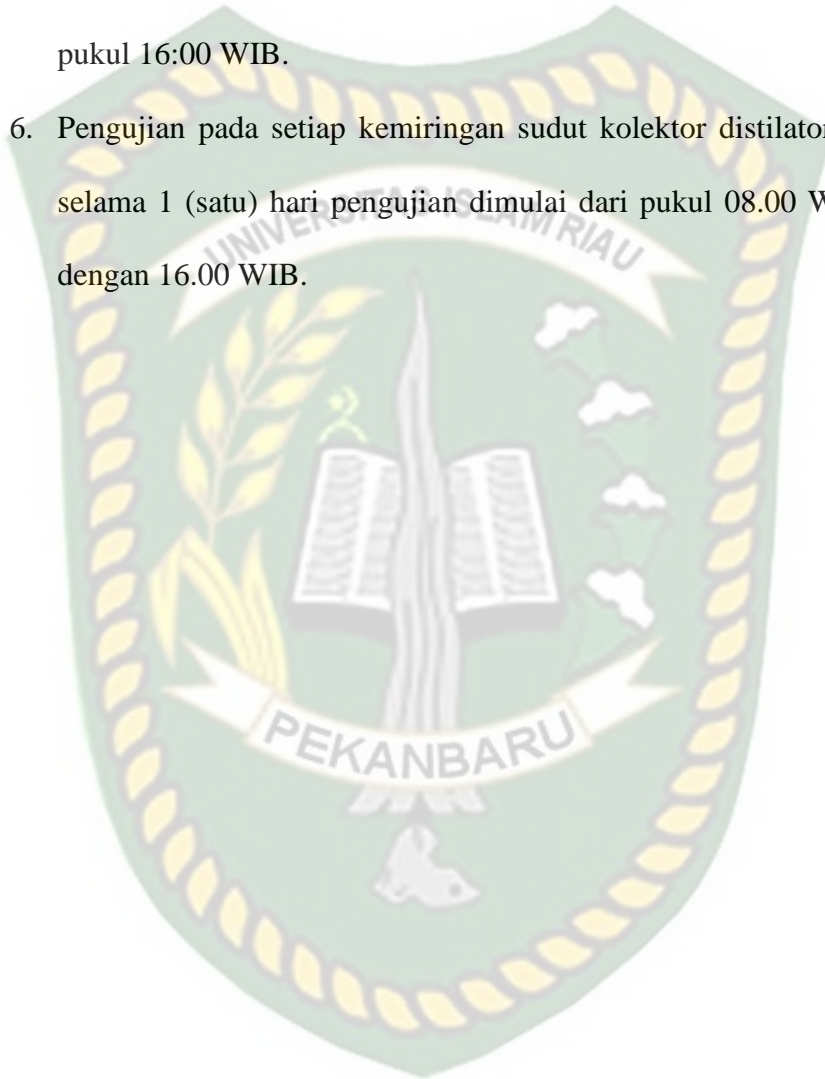 pukul 16:00 WIB.
6. Pengujian pada setiap kemiringan sudut kolektor distilator
selama 1 (satu) hari pengujian dimulai dari pukul 08.00 W
dengan 16.00 WIB.
UNIVERSITAS ISLAM RIAU
PEKANBARU